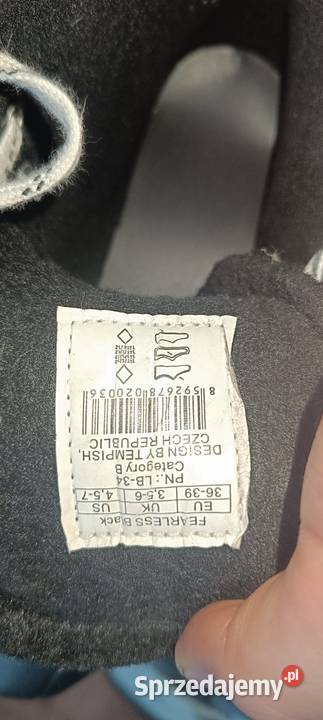 FEARLESS Black
EU UK US
36-39 3,5-6 4,5-7
PN.: LB-34
Category B
DESIGN BY TEMPISH,
CZECH REPUBLIC
8 592678 020036
Sprzedajemy.pl